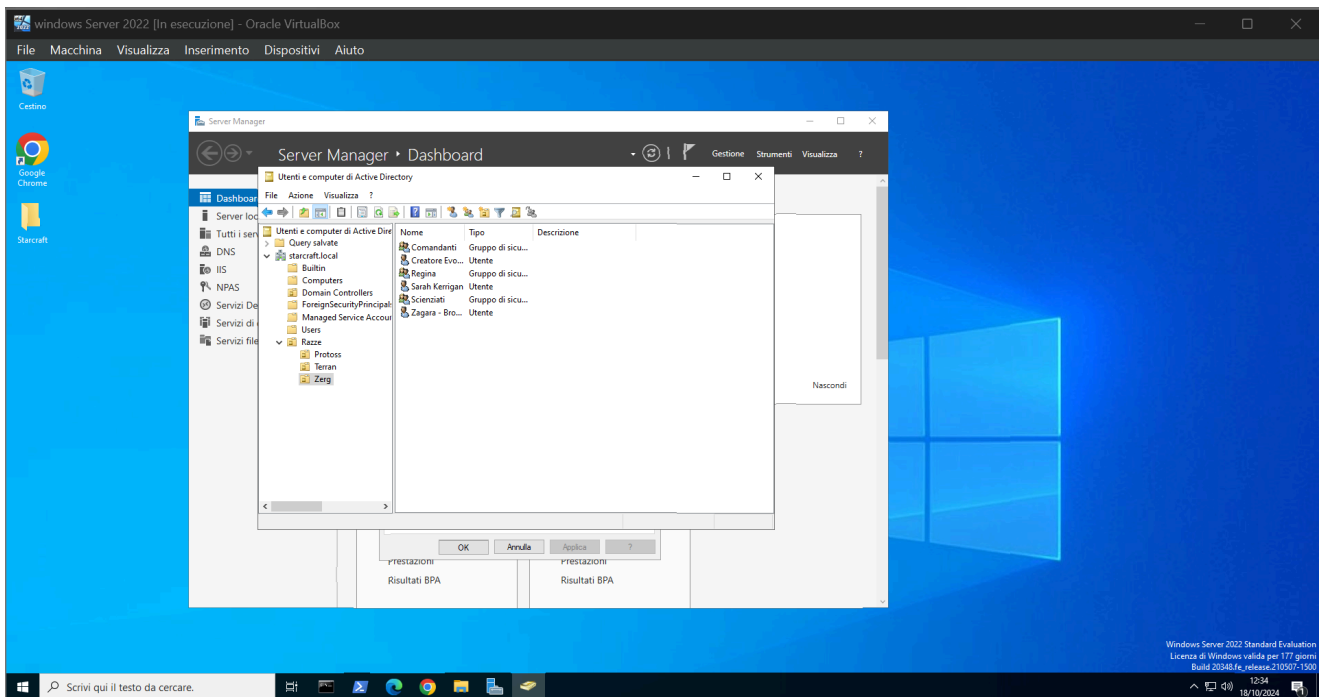 windows Server 2022 [In esecuzione] - Oracle VirtualBox
File Macchina Visualizza Inserimento Dispositivi Aiuto
Cestino
Google
Chrome
Starcraft
Server Manager
Server Manager Dashboard
Gestione Strumenti Visualizza ?
Utenti e computer di Active Directory
File Azione Visualizza ?
Dashboar
Server loc
Tutti i serv
DNS
IIS
NPAS
Servizi De
Servizi di
Servizi file
Utenti e computer di Active Dire
Query salvate
starcraft.local
Builtin
Computers
Domain Controllers
ForeignSecurityPrincipals
Managed Service Accour
Users
Razze
Protoss
Terran
Zerg
Nome Tipo Descrizione
Comandanti Gruppo di sicu...
Creatore Evo... Utente
Regina Gruppo di sicu...
Sarah Kerrigan Utente
Scienziati Gruppo di sicu...
Zagara - Bro... Utente
Nascondi
OK Annulla Applica ?
Prestazioni Prestazioni
Risultati BPA Risultati BPA
Windows Server 2022 Standard Evaluation
Licenza di Windows valida per 177 giorni
Build 20348.fe_release.210507-1500
Scrivi qui il testo da cercare.
12:34
18/10/2024